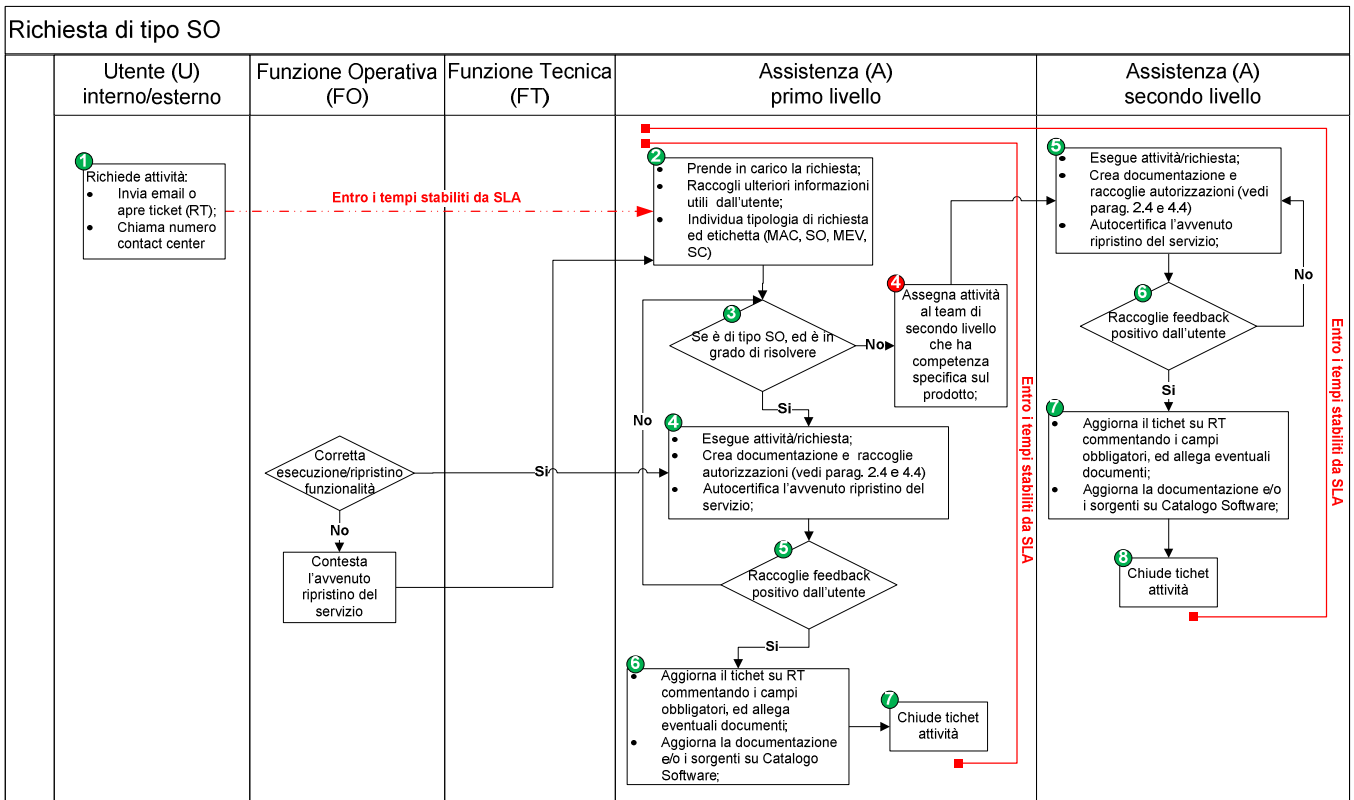 Richiesta di tipo SO
Utente (U)
interno/esterno
Funzione Operativa
(FO)
Funzione Tecnica
(FT)
Assistenza (A)
primo livello
Assistenza (A)
secondo livello
1
Richiede attività:
• Invia email o
apre ticket (RT);
• Chiama numero
contact center
Entro i tempi stabiliti da SLA
2
• Prende in carico la richiesta;
• Raccogli ulteriori informazioni
utili dall'utente;
• Individua tipologia di richiesta
ed etichetta (MAC, SO, MEV,
SC)
3
Se è di tipo SO, ed è in
grado di risolvere
No
4
Assegna attività
al team di
secondo livello
che ha
competenza
specifica sul
prodotto;
Si
No
4
• Esegue attività/richiesta;
• Crea documentazione e raccoglie
autorizzazioni (vedi parag. 2.4 e 4.4)
• Autocertifica l'avvenuto ripristino del
servizio;
Corretta
esecuzione/ripristino
funzionalità
Si
No
Contesta
l'avvenuto
ripristino del
servizio
5
Raccoglie feedback
positivo dall'utente
Si
6
• Aggiorna il tichet su RT
commentando i campi
obbligatori, ed allega
eventuali documenti;
• Aggiorna la documentazione
e/o i sorgenti su Catalogo
Software;
7
Chiude tichet
attività
Entro i tempi stabiliti da SLA
5
• Esegue attività/richiesta;
• Crea documentazione e
raccoglie autorizzazioni (vedi
parag. 2.4 e 4.4)
• Autocertifica l'avvenuto
ripristino del servizio;
No
6
Raccoglie feedback
positivo dall'utente
Si
7
• Aggiorna il tichet su RT
commentando i campi
obbligatori, ed allega eventuali
documenti;
• Aggiorna la documentazione e/o
i sorgenti su Catalogo Software;
8
Chiude tichet
attività
Entro i tempi stabiliti da SLA